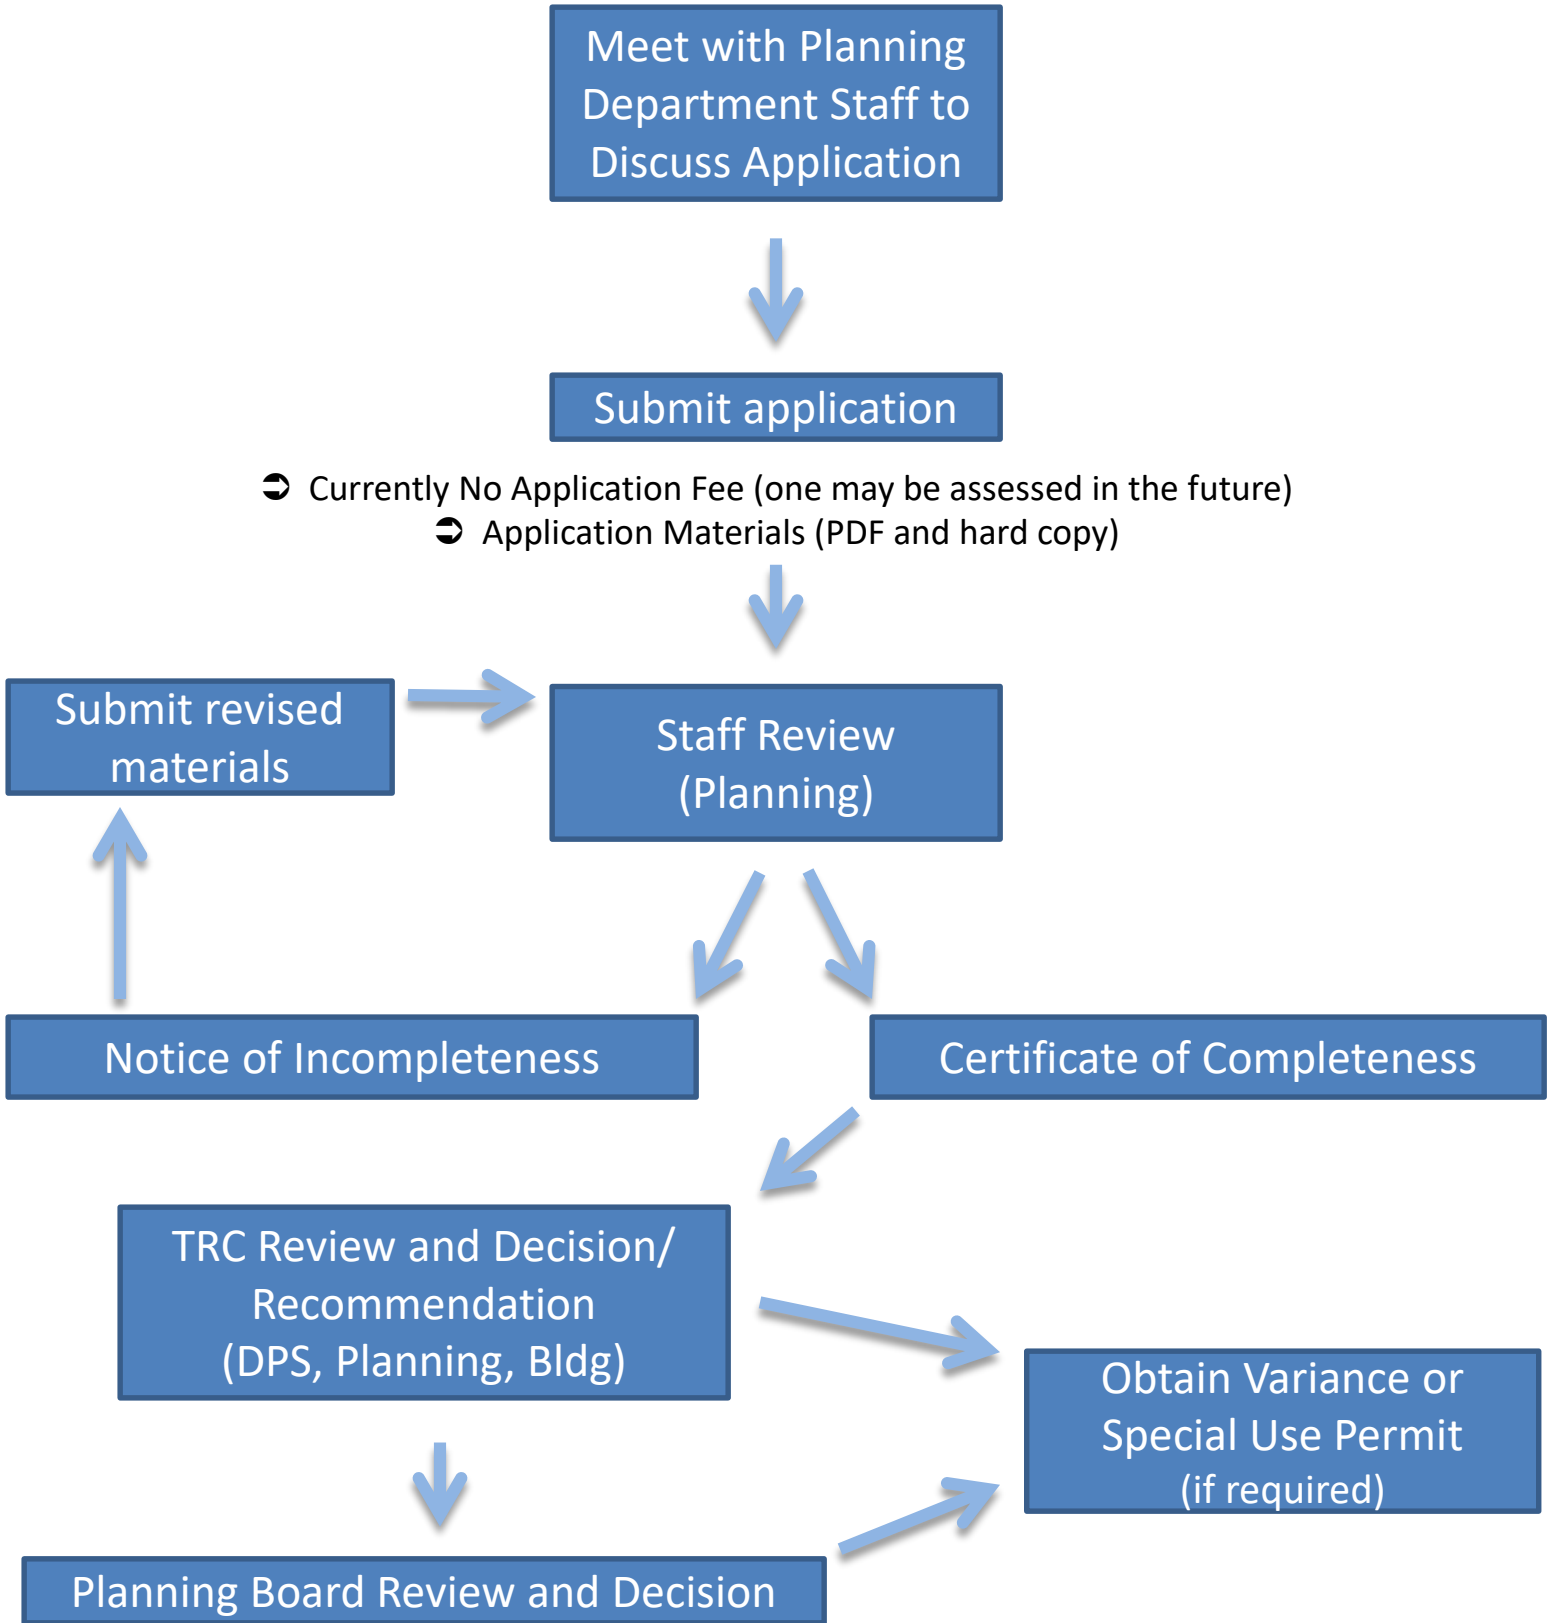 Meet with Planning
Department Staff to
Discuss Application
Submit application
➲ Currently No Application Fee (one may be assessed in the future)
➲ Application Materials (PDF and hard copy)
Submit revised
materials
Staff Review
(Planning)
Notice of Incompleteness
Certificate of Completeness
TRC Review and Decision/
Recommendation
(DPS, Planning, Bldg)
Obtain Variance or
Special Use Permit
(if required)
Planning Board Review and Decision